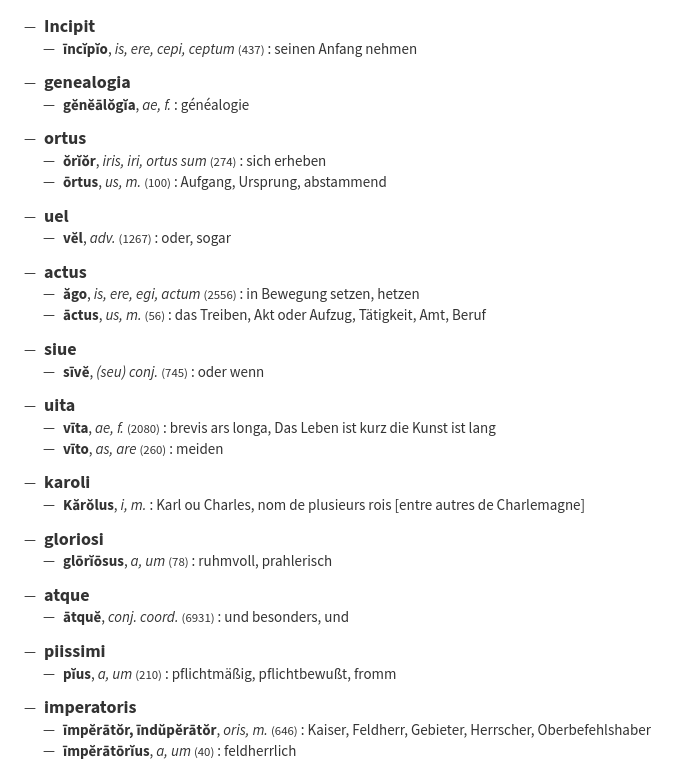 — Incipit
— īncĭpĭo, is, ere, cepi, ceptum (437) : seinen Anfang nehmen
— genealogia
— gĕnĕālŏgĭa, ae, f. : généalogie
— ortus
— ŏrĭŏr, iris, iri, ortus sum (274) : sich erheben
— ōrtus, us, m. (100) : Aufgang, Ursprung, abstammend
— uel
— vĕl, adv. (1267) : oder, sogar
— actus
— ăgo, is, ere, egi, actum (2556) : in Bewegung setzen, hetzen
— āctus, us, m. (56) : das Treiben, Akt oder Aufzug, Tätigkeit, Amt, Beruf
— siue
— sīvĕ, (seu) conj. (745) : oder wenn
— uita
— vīta, ae, f. (2080) : brevis ars longa, Das Leben ist kurz die Kunst ist lang
— vīto, as, are (260) : meiden
— karoli
— Kărŏlus, i, m. : Karl ou Charles, nom de plusieurs rois [entre autres de Charlemagne]
— gloriosi
— glōrĭōsus, a, um (78) : ruhmvoll, prahlerisch
— atque
— ātquĕ, conj. coord. (6931) : und besonders, und
— piissimi
— pĭus, a, um (210) : pflichtmäßig, pflichtbewußt, fromm
— imperatoris
— īmpĕrātŏr, īndŭpĕrātŏr, oris, m. (646) : Kaiser, Feldherr, Gebieter, Herrscher, Oberbefehlshaber
— īmpĕrātōrĭus, a, um (40) : feldherrlich